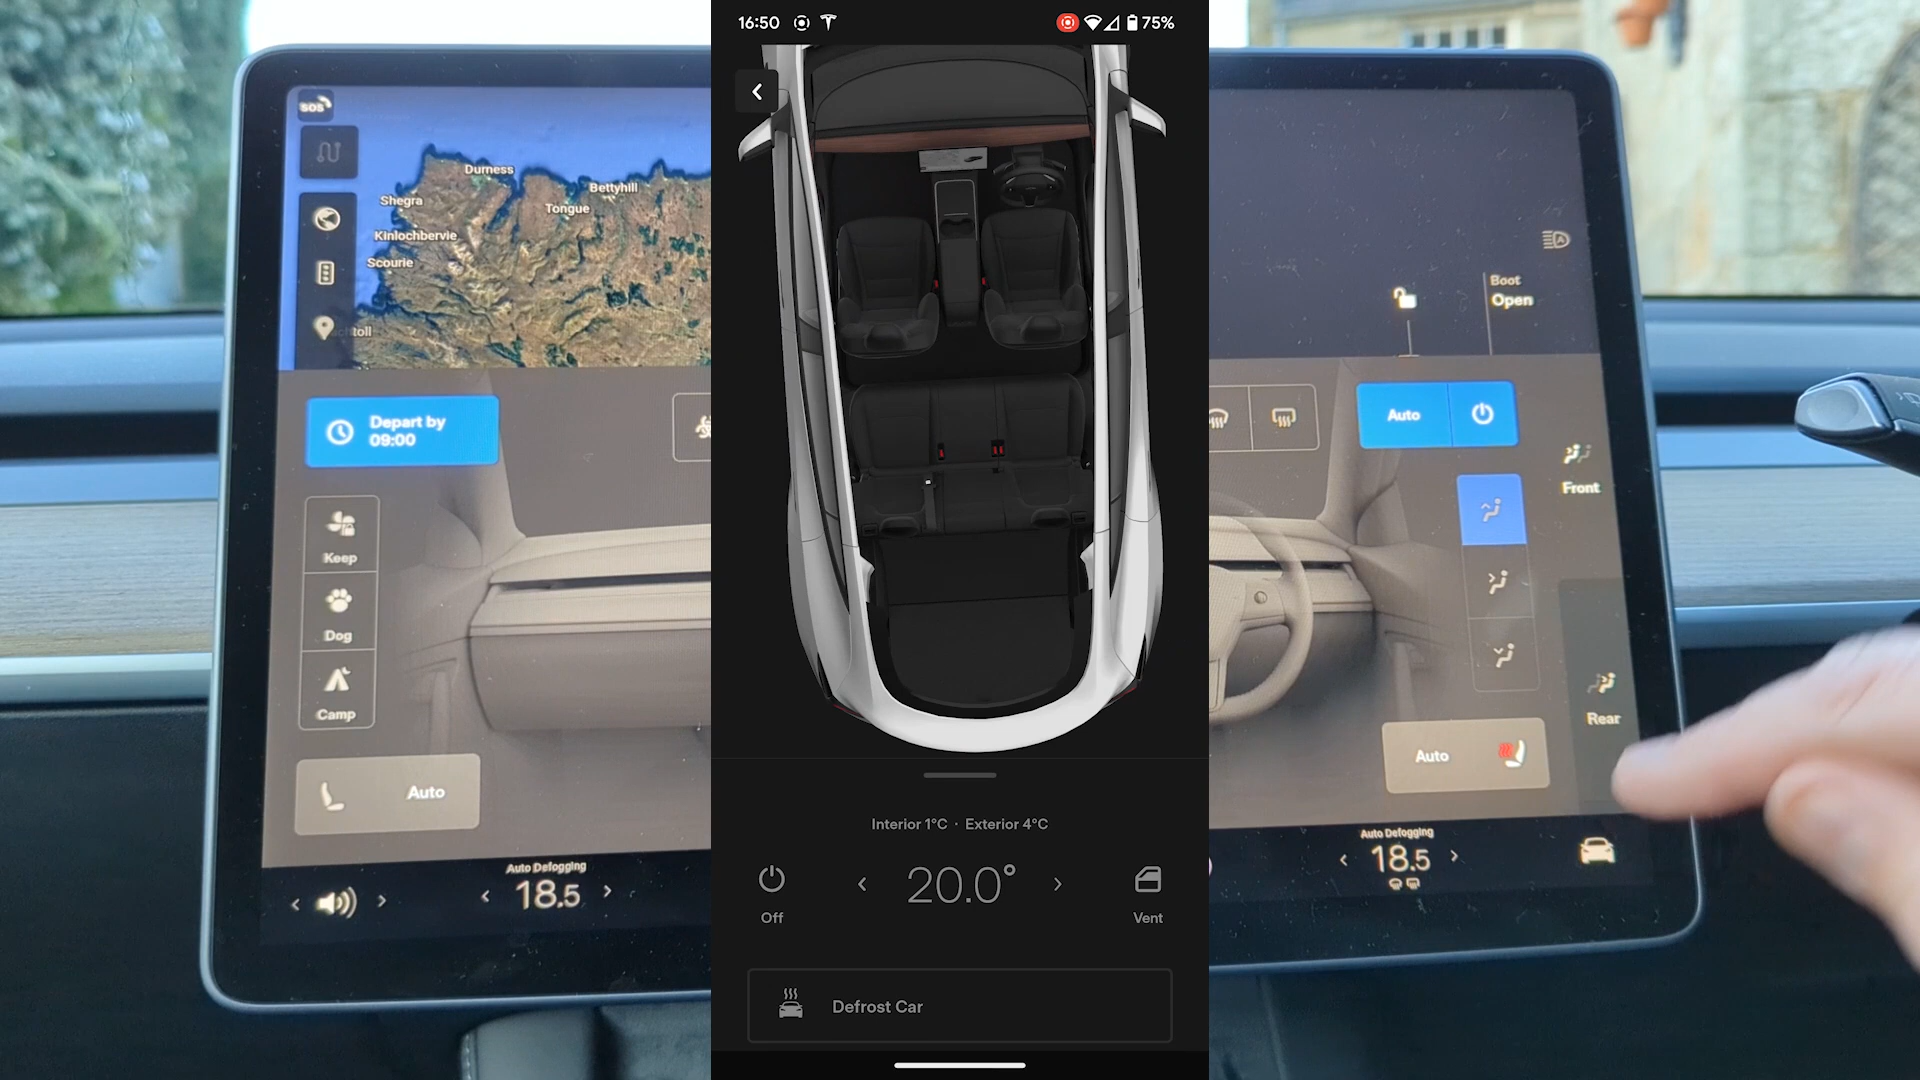 SOS
Durness
Bettyhill
Shegra
Tongue
Kinlochbervie
Scourie
toll
Depart by
09:00
Keep
Dog
Camp
Auto
Auto Defogging
18.5
16:50
75%
Interior 1°C · Exterior 4°C
20.0°
Off
Vent
Defrost Car
Boot
Open
Auto
Front
Rear
Auto
Auto Defogging
18.5